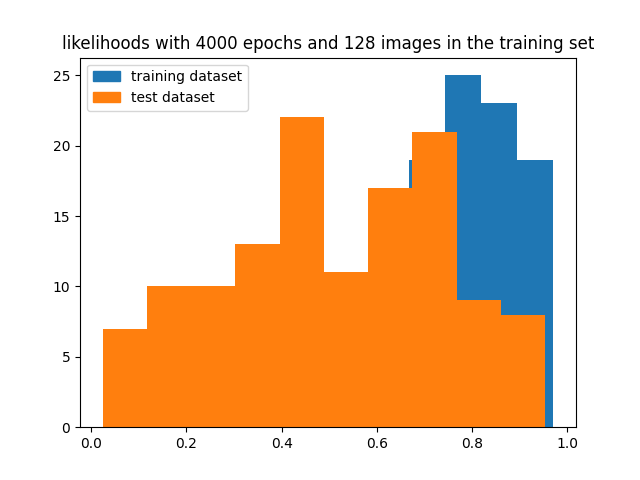 likelihoods with 4000 epochs and 128 images in the training set
training dataset
test dataset
25
20
15
10
5
0
0.0 0.2 0.4 0.6 0.8 1.0